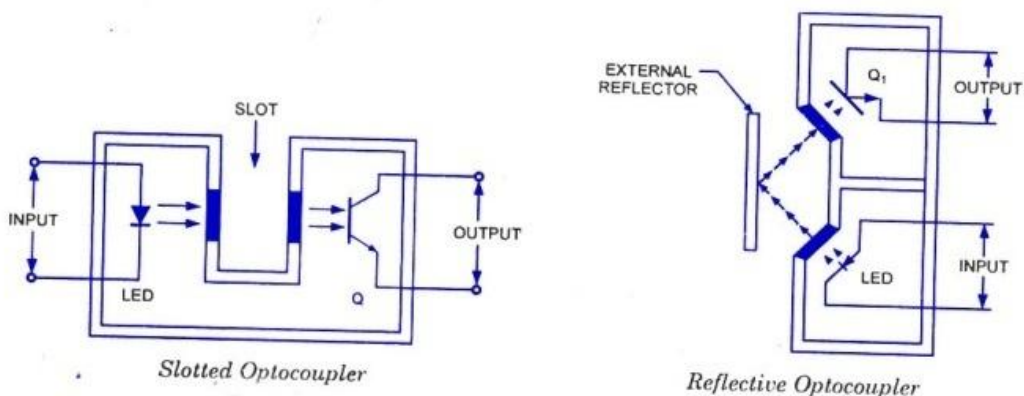 SLOT
INPUT
LED
Q
OUTPUT
Slotted Optocoupler
EXTERNAL
REFLECTOR
Q1
OUTPUT
LED
INPUT
Reflective Optocoupler